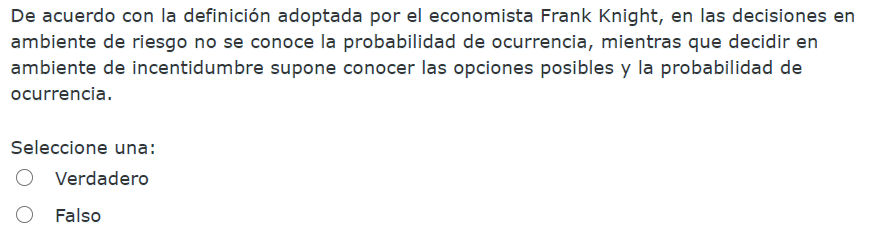 De acuerdo con la definición adoptada por el economista Frank Knight, en las decisiones en
ambiente de riesgo no se conoce la probabilidad de ocurrencia, mientras que decidir en
ambiente de incentidumbre supone conocer las opciones posibles y la probabilidad de
ocurrencia.
Seleccione una:
Verdadero
Falso